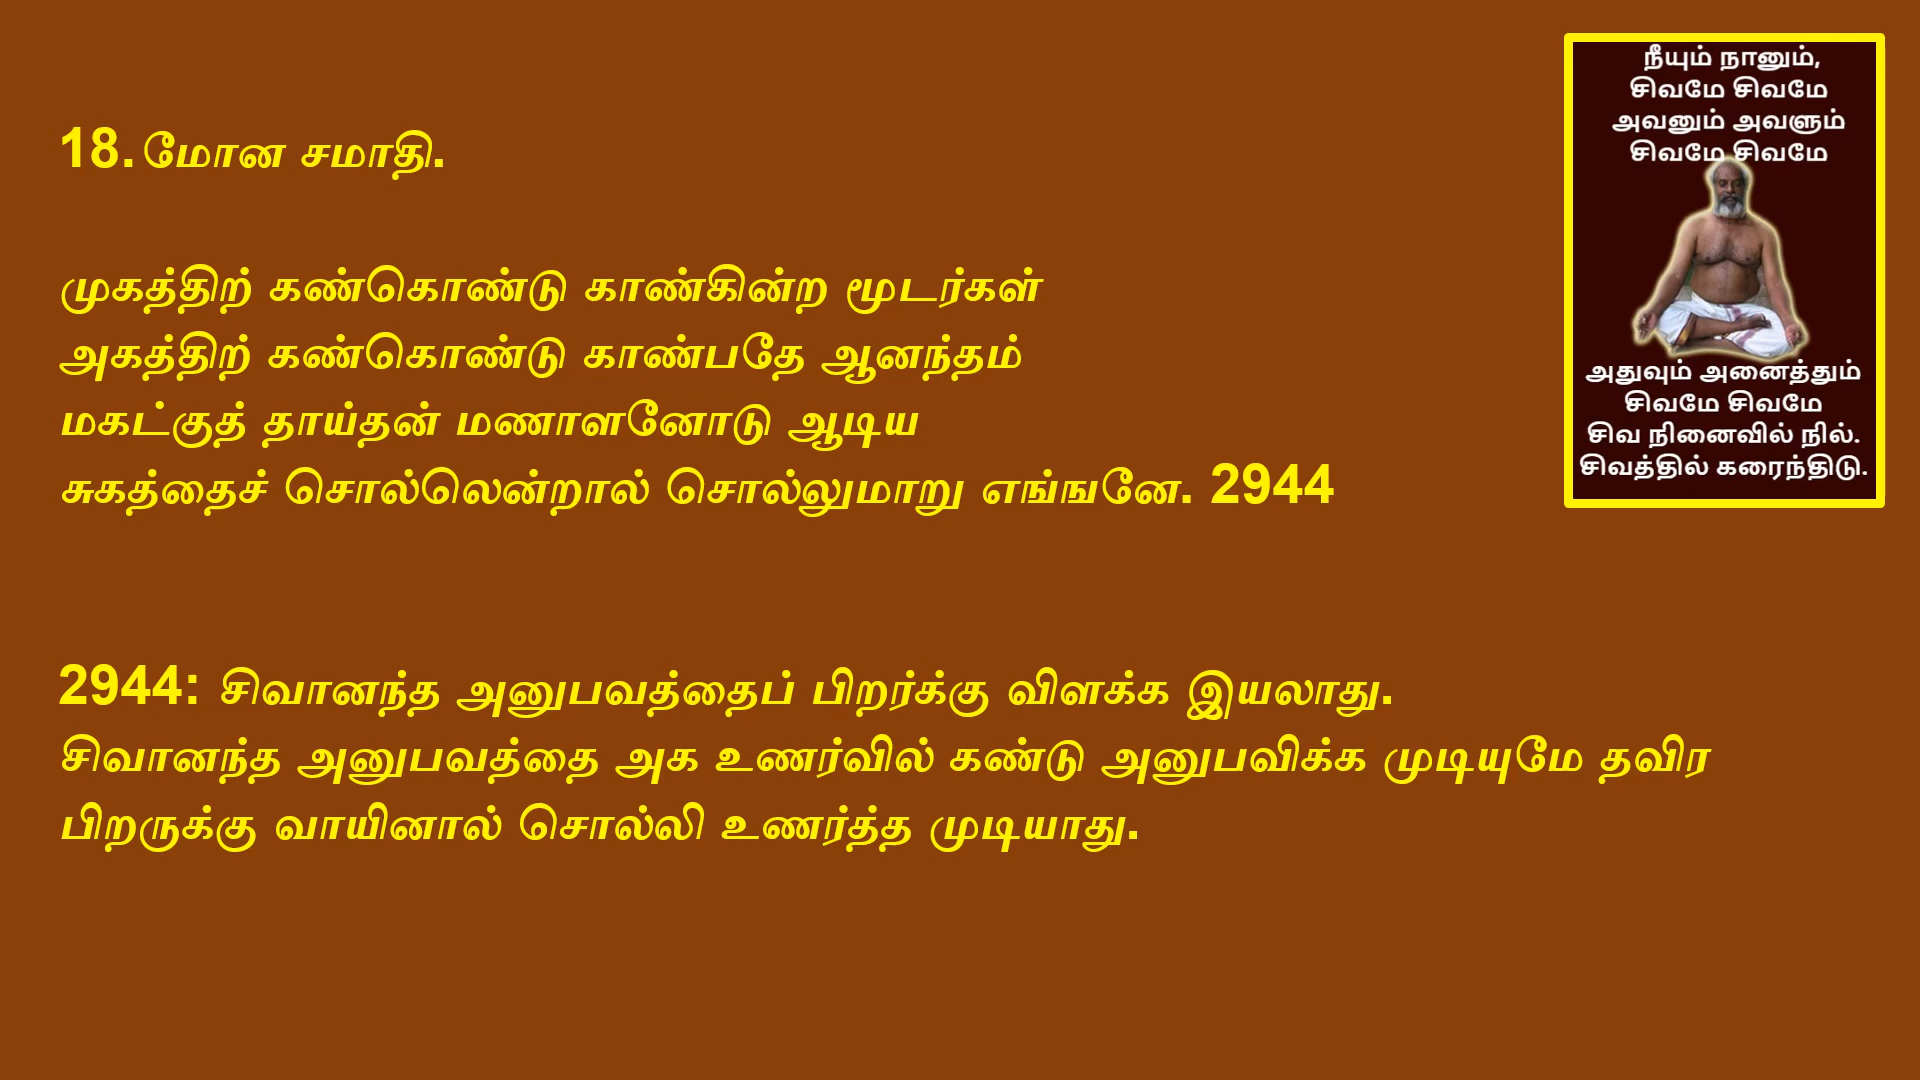 18. மோன சமாதி.
முகத்திற் கண்கொண்டு காண்கின்ற மூடர்கள்
அகத்திற் கண்கொண்டு காண்பதே ஆனந்தம்
மகட்குத் தாய்தன் மணாளனோடு ஆடிய
சுகத்தைச் சொல்லென்றால் சொல்லுமாறு எங்ஙனே. 2944
2944: சிவானந்த அனுபவத்தைப் பிறர்க்கு விளக்க இயலாது.
சிவானந்த அனுபவத்தை அக உணர்வில் கண்டு அனுபவிக்க முடியுமே தவிர
பிறருக்கு வாயினால் சொல்லி உணர்த்த முடியாது.
நீயும் நானும்,
சிவமே சிவமே
அவனும் அவளும்
சிவமே சிவமே
அதுவும் அனைத்தும்
சிவமே சிவமே
சிவ நினைவில் நில்.
சிவத்தில் கரைந்திடு.